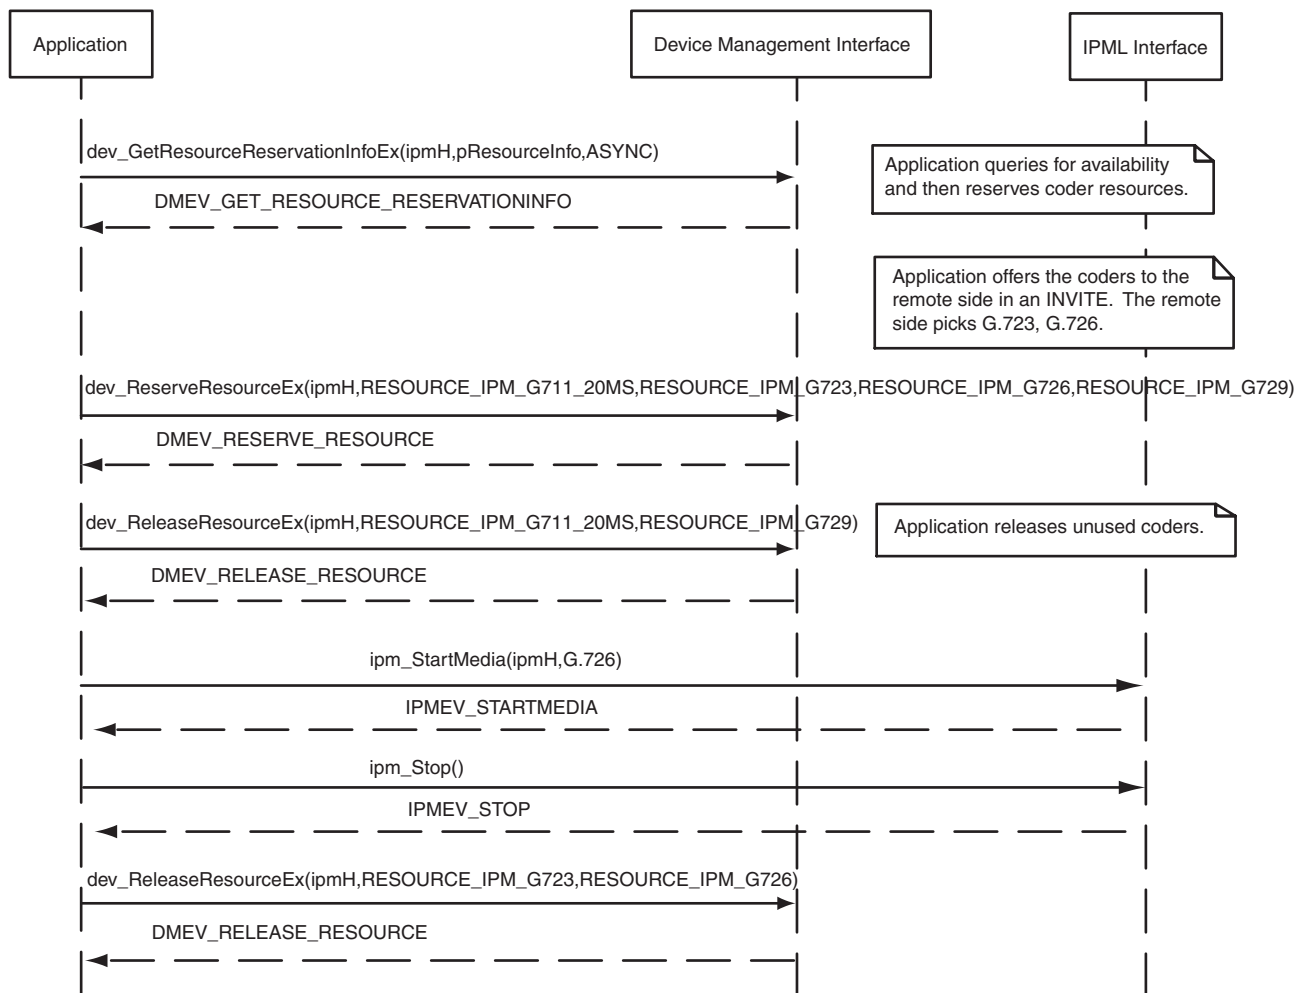 Application
Device Management Interface
IPML Interface
dev_GetResourceReservationInfoEx(ipmH,pResourceInfo,ASYNC)
Application queries for availability
and then reserves coder resources.
DMEV_GET_RESOURCE_RESERVATIONINFO
Application offers the coders to the
remote side in an INVITE.  The remote
side picks G.723, G.726.
dev_ReserveResourceEx(ipmH,RESOURCE_IPM_G711_20MS,RESOURCE_IPM_G723,RESOURCE_IPM_G726,RESOURCE_IPM_G729)
DMEV_RESERVE_RESOURCE
dev_ReleaseResourceEx(ipmH,RESOURCE_IPM_G711_20MS,RESOURCE_IPM_G729)
Application releases unused coders.
DMEV_RELEASE_RESOURCE
ipm_StartMedia(ipmH,G.726)
IPMEV_STARTMEDIA
ipm_Stop()
IPMEV_STOP
dev_ReleaseResourceEx(ipmH,RESOURCE_IPM_G723,RESOURCE_IPM_G726)
DMEV_RELEASE_RESOURCE